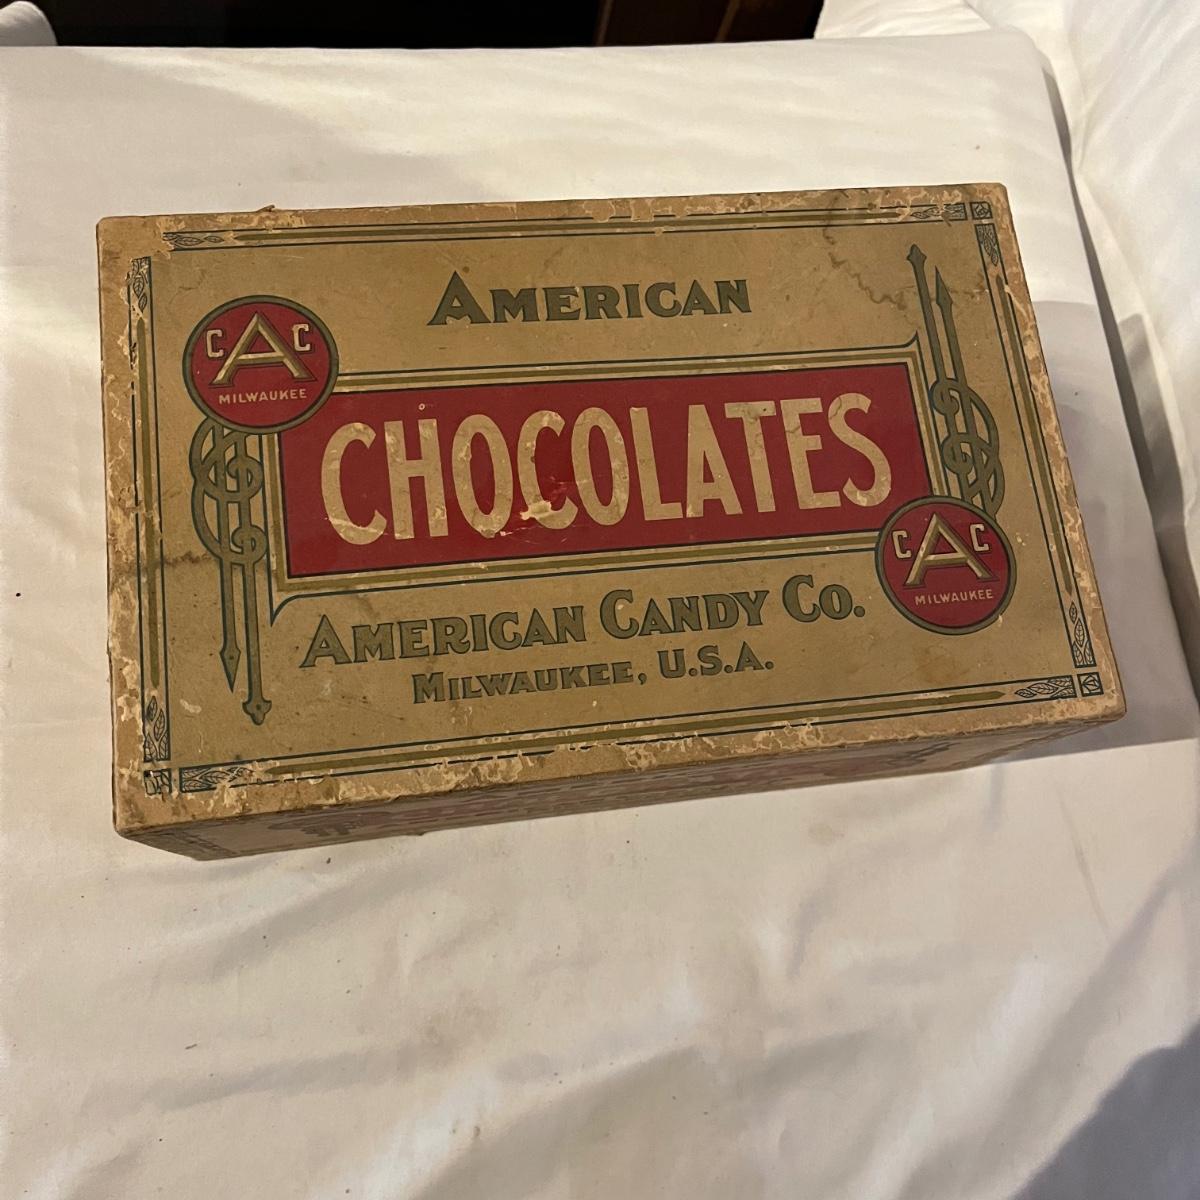 AMERICAN
C A C
MILWAUKEE
CHOCOLATES
C A C
MILWAUKEE
AMERICAN CANDY CO.
MILWAUKEE, U.S.A.